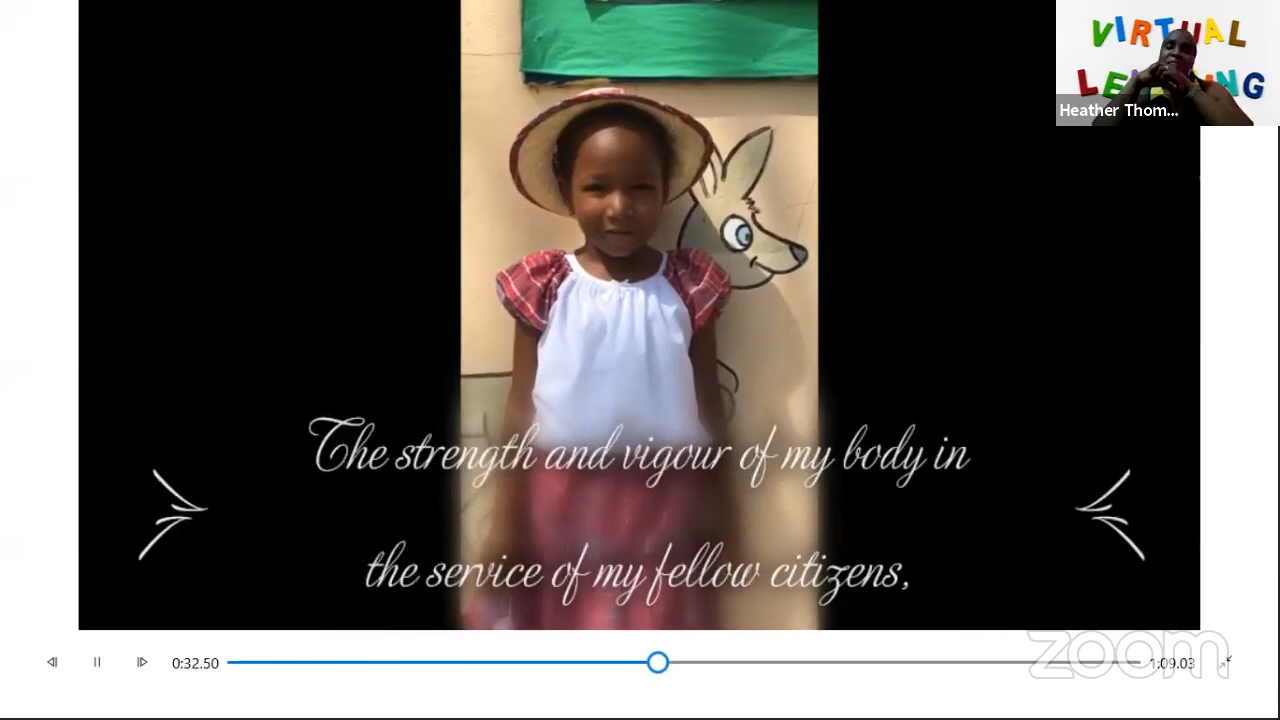 VIRTUAL
Heather Thom...
The strength and vigour of my body in
the service of my fellow citizens,
zoom
0:32.50
1:09.03